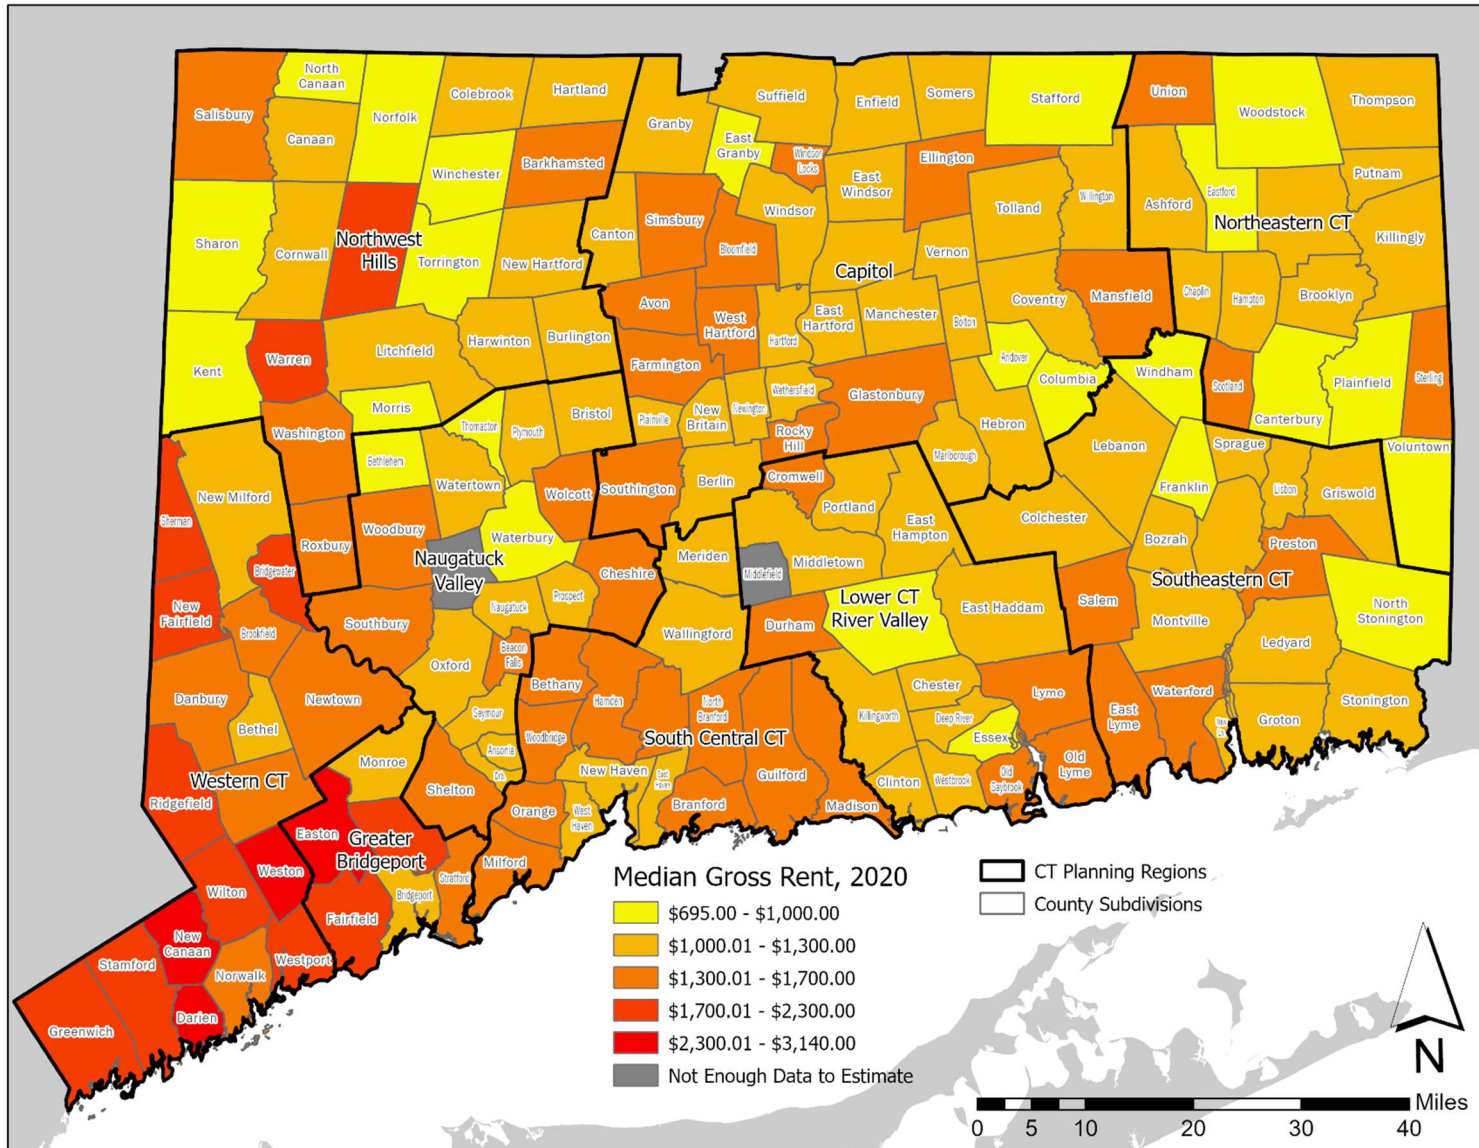 North
Canaan
Colebrook
Hartland
Salisbury
Norfolk
Canaan
Winchester
Barkhamsted
Granby
Suffield
East
Granby
Windsor
Locks
Enfield
Somers
Stafford
Union
Woodstock
Thompson
Ellington
East
Windsor
Windsor
Simsbury
Canton
Bloomfield
Tolland
Willington
Ashford
Eastford
Putnam
Killingly
Northeastern CT
Sharon
Cornwall
Northwest
Hills
Torrington
New Hartford
Capitol
Vernon
Coventry
Mansfield
Chaplin
Hampton
Brooklyn
Avon
West
Hartford
Hartford
East
Hartford
Manchester
Bolton
Andover
Columbia
Windham
Scotland
Canterbury
Plainfield
Sterling
Kent
Warren
Litchfield
Harwinton
Burlington
Farmington
Morris
Washington
Thomaston
Plymouth
Bristol
Plainville
New
Britain
Newington
Wethersfield
Rocky
Hill
Glastonbury
Hebron
Marlborough
Lebanon
Franklin
Sprague
Lisbon
Griswold
Voluntown
Bethlehem
Watertown
Wolcott
Southington
Berlin
Cromwell
Portland
East
Hampton
Colchester
Bozrah
Preston
Southeastern CT
New Milford
Sherman
Roxbury
Woodbury
Naugatuck
Valley
Waterbury
Cheshire
Meriden
Middlefield
Middletown
Bridgewater
New
Fairfield
Brookfield
Southbury
Naugatuck
Prospect
Wallingford
Durham
Lower CT
River Valley
East Haddam
Salem
Montville
Ledyard
North
Stonington
Oxford
Beacon
Falls
Bethany
Hamden
North
Branford
Danbury
Bethel
Newtown
Seymour
Woodbridge
South Central CT
Killingworth
Chester
Deep River
Essex
Lyme
East
Lyme
Waterford
Groton
Stonington
Monroe
Ansonia
Shelton
New Haven
East
Haven
Guilford
Madison
Clinton
Westbrook
Old
Saybrook
Old
Lyme
Western CT
Ridgefield
Orange
West
Haven
Branford
Easton
Greater
Bridgeport
Weston
Wilton
Milford
Stratford
Bridgeport
Fairfield
New
Canaan
Stamford
Norwalk
Westport
Darien
Greenwich
Median Gross Rent, 2020
$695.00 - $1,000.00
$1,000.01 - $1,300.00
$1,300.01 - $1,700.00
$1,700.01 - $2,300.00
$2,300.01 - $3,140.00
Not Enough Data to Estimate
CT Planning Regions
County Subdivisions
N
Miles
0 5 10 20 30 40